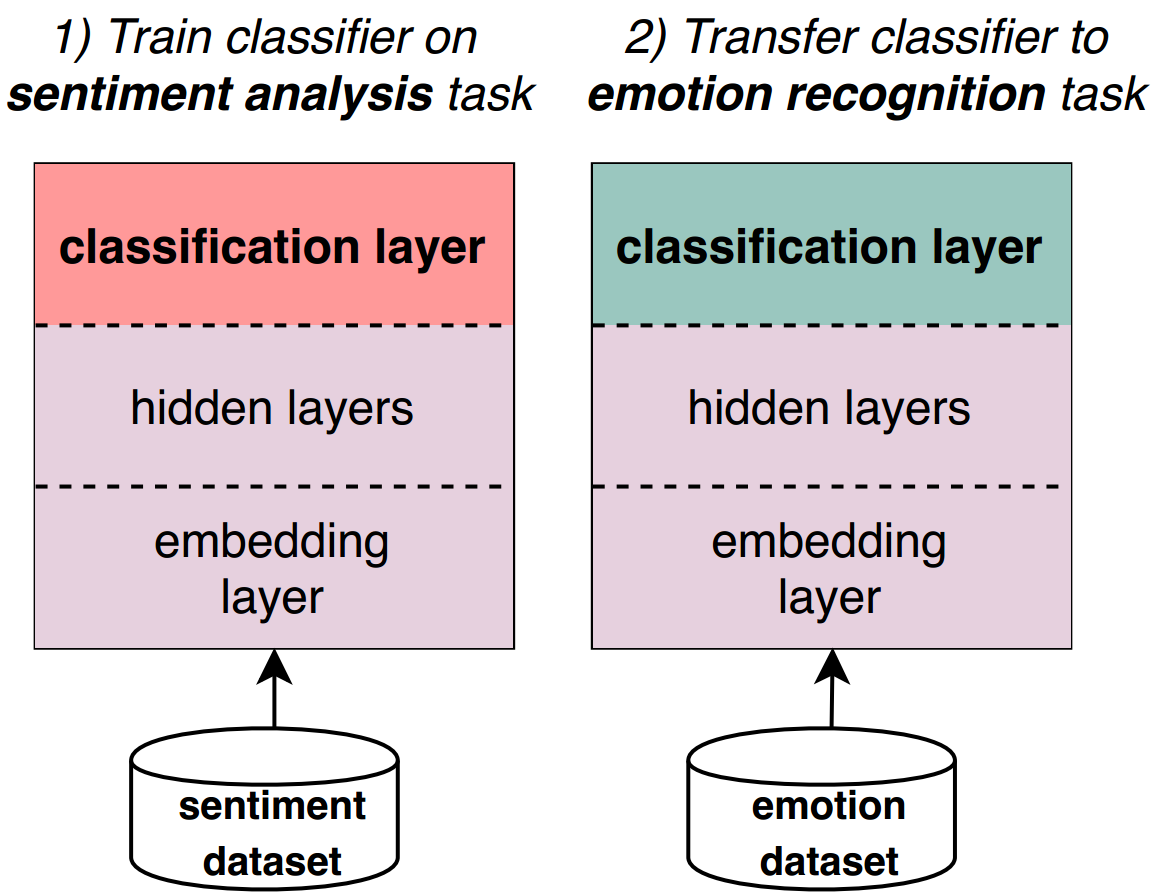 1) Train classifier on
sentiment analysis task
classification layer
hidden layers
embedding
layer
sentiment
dataset
2) Transfer classifier to
emotion recognition task
classification layer
hidden layers
embedding
layer
emotion
dataset